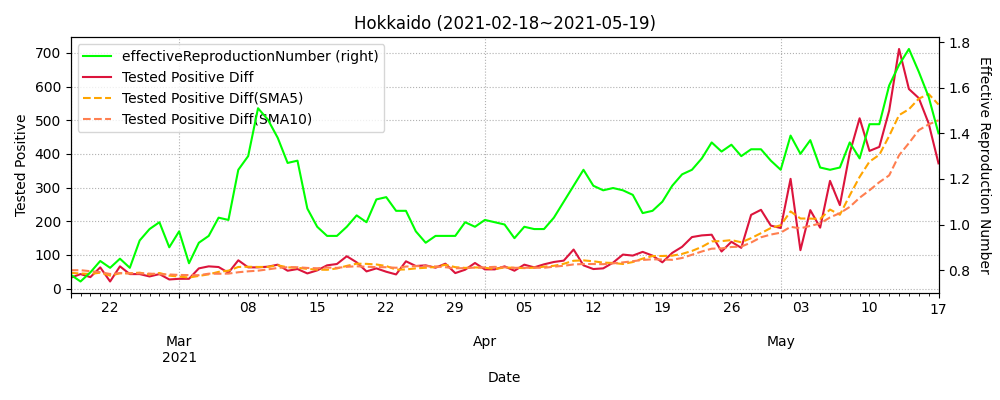 Hokkaido (2021-02-18~2021-05-19)
effectiveReproductionNumber (right)
Tested Positive Diff
Tested Positive Diff(SMA5)
Tested Positive Diff(SMA10)
Tested Positive
700
600
500
400
300
200
100
0
1.8
1.6
1.4
1.2
1.0
0.8
Effective Reproduction Number
22
08
15
22
29
05
12
19
26
03
10
17
Mar
2021
Apr
May
Date